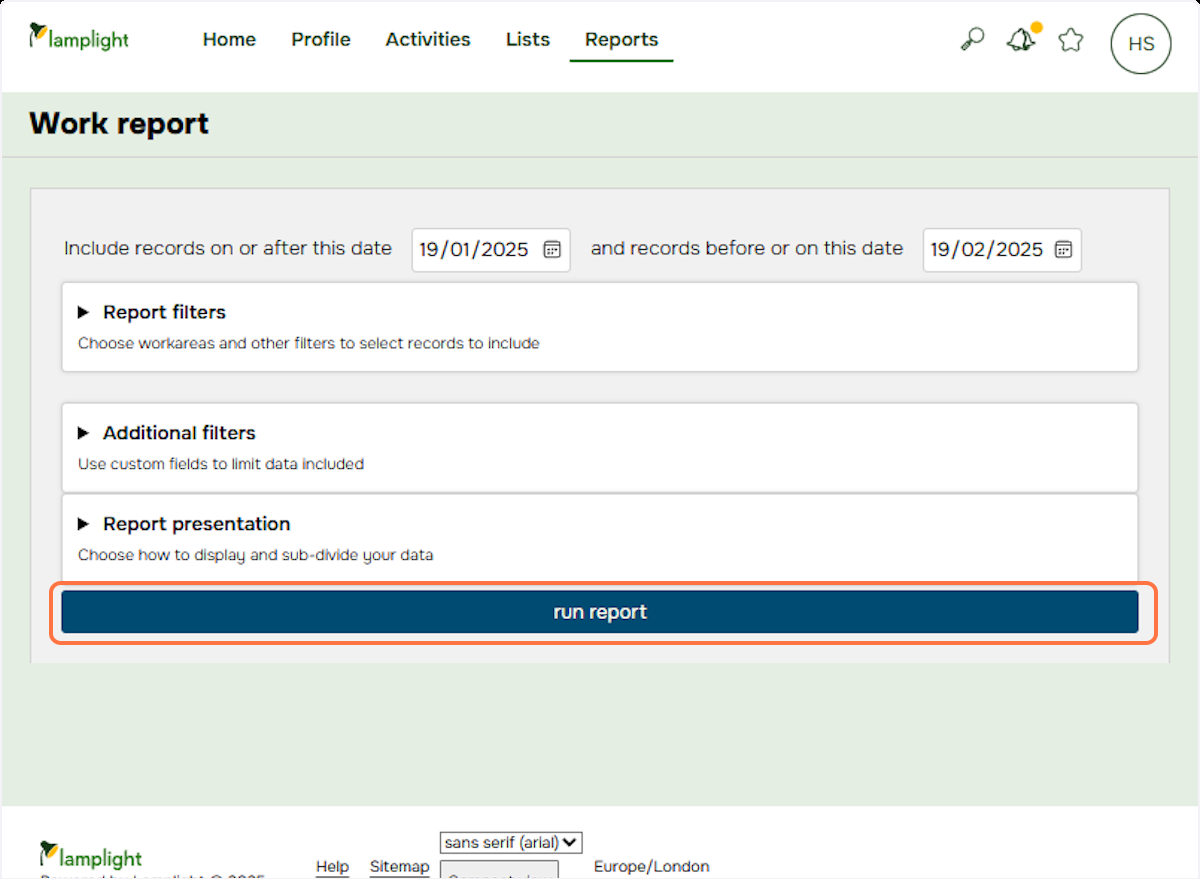 lamplight Home Profile Activities Lists Reports HS
Work report
Include records on or after this date 19/01/2025 and records before or on this date 19/02/2025
Report filters
Choose workareas and other filters to select records to include
Additional filters
Use custom fields to limit data included
Report presentation
Choose how to display and sub-divide your data
run report
sans serif (arial)
lamplight Help Sitemap Europe/London